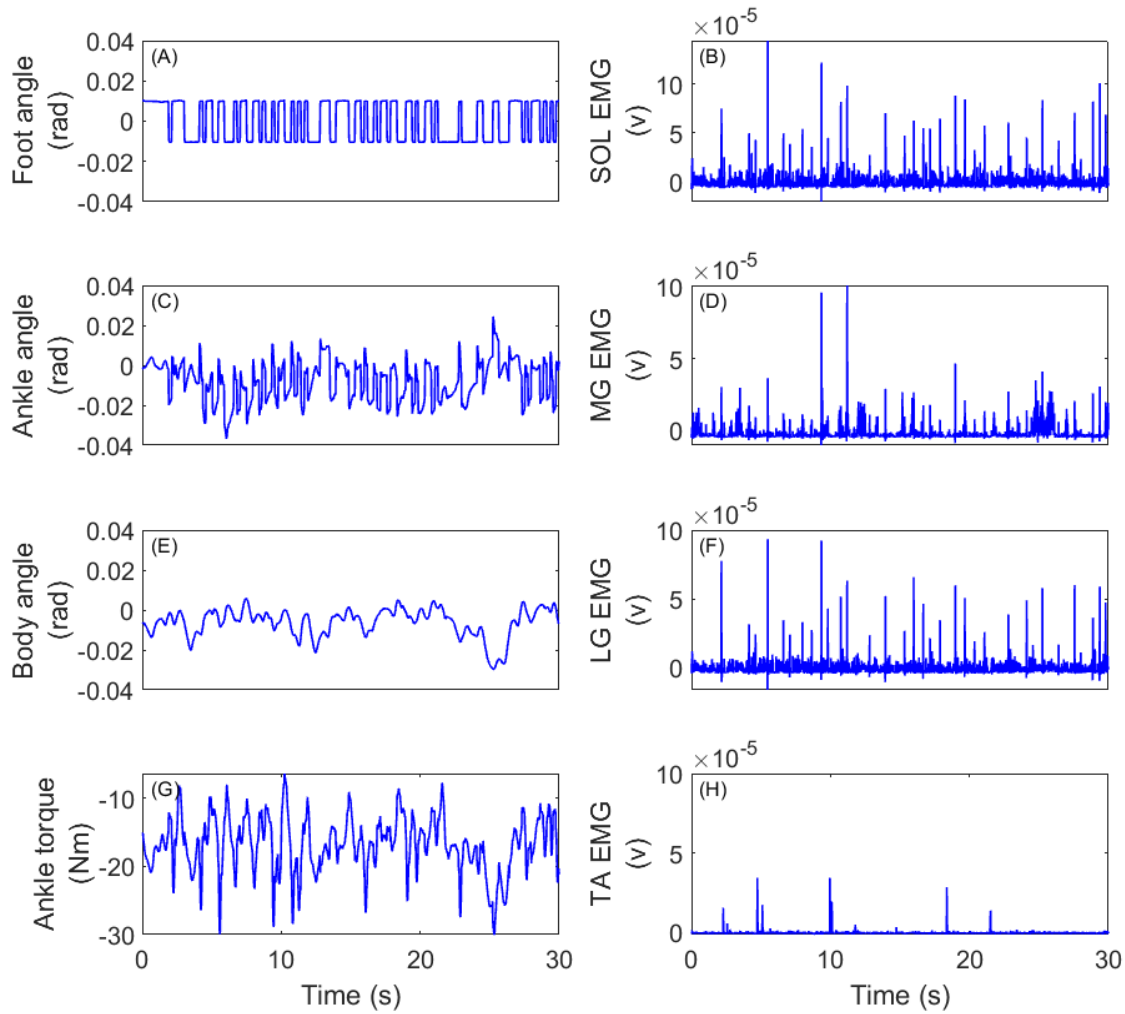 (A)
Foot angle
(rad)
0.04
0.02
0
-0.02
-0.04
(B)
SOL EMG
(v)
×10-5
10
5
0
(C)
Ankle angle
(rad)
0.04
0.02
0
-0.02
-0.04
(D)
MG EMG
(v)
×10-5
10
5
0
(E)
Body angle
(rad)
0.04
0.02
0
-0.02
-0.04
(F)
LG EMG
(v)
×10-5
10
5
0
(G)
Ankle torque
(Nm)
-10
-20
-30
0
10
20
30
Time (s)
(H)
TA EMG
(v)
×10-5
10
5
0
0
10
20
30
Time (s)